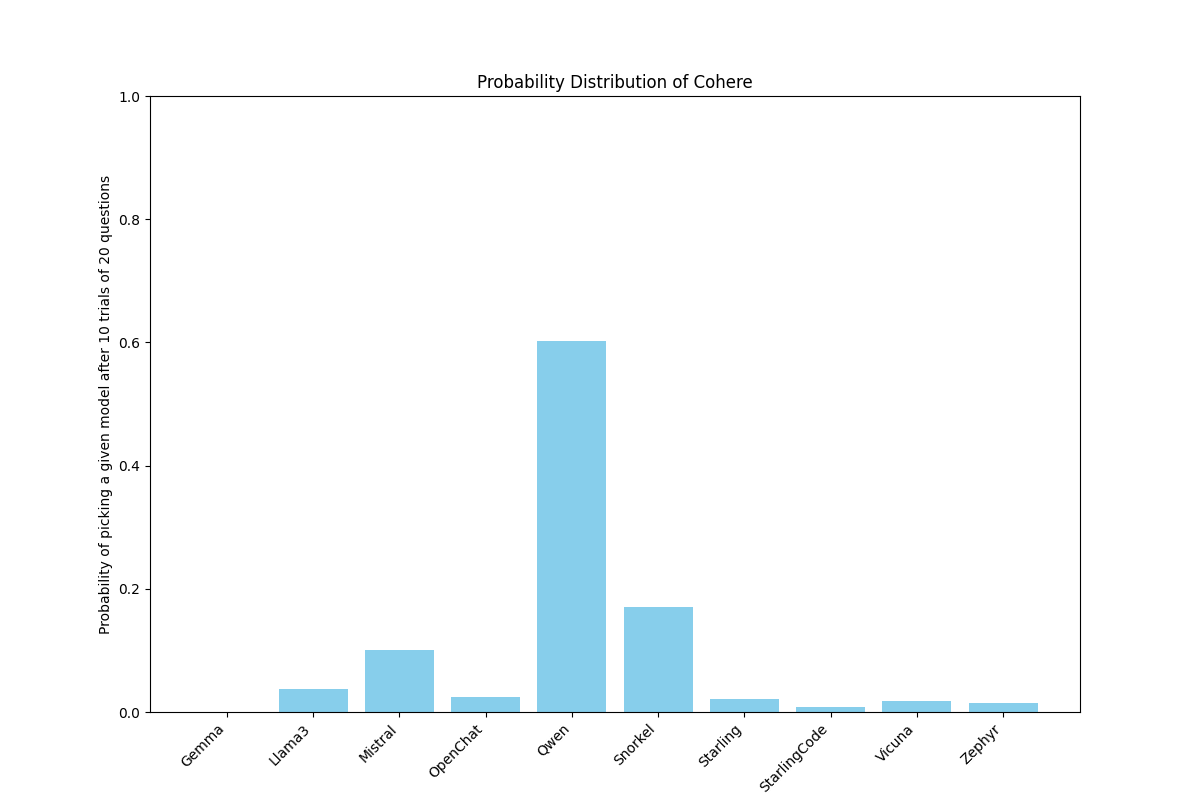 Probability Distribution of Cohere
Probability of picking a given model after 10 trials of 20 questions
1.0
0.8
0.6
0.4
0.2
0.0
Gemma
Llama3
Mistral
OpenChat
Qwen
Snorkel
Starling
StarlingCode
Vicuna
Zephyr